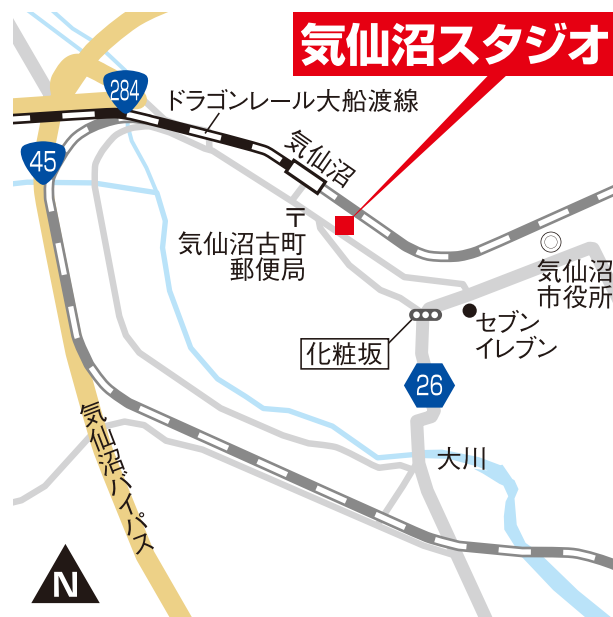 気仙沼スタジオ
284
ドラゴンレール大船渡線
気仙沼
45
〒
気仙沼古町
郵便局
気仙沼
市役所
セブン
イレブン
化粧坂
26
気仙沼バイパス
大川
N